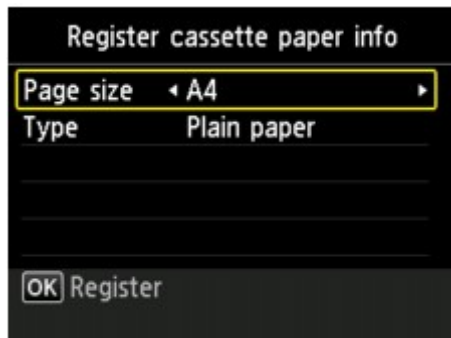 Register cassette paper info
Page size A4
Type Plain paper
OK Register